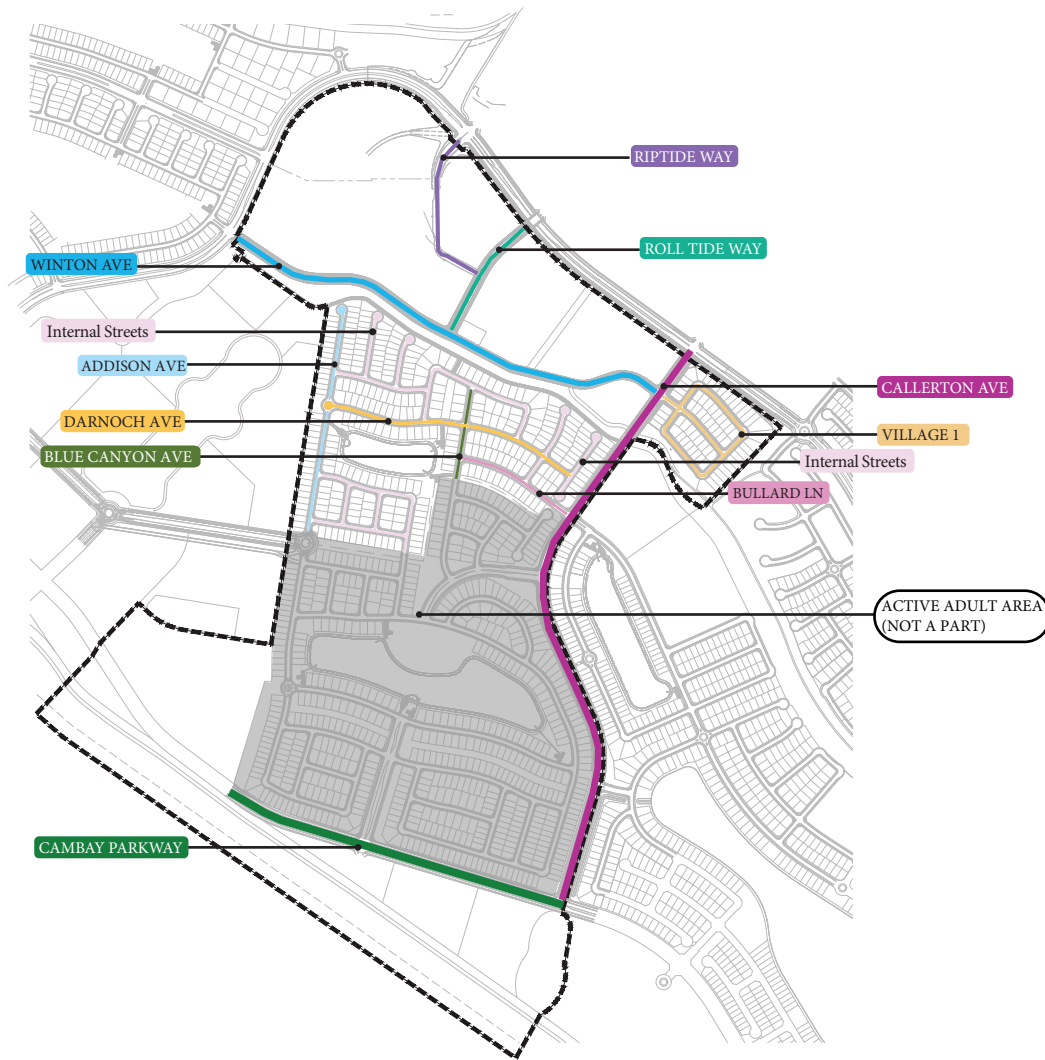 RIPTIDE WAY
ROLL TIDE WAY
WINTON AVE
Internal Streets
ADDISON AVE
CALLERTON AVE
DARNOCH AVE
VILLAGE 1
BLUE CANYON AVE
Internal Streets
BULLARD LN
ACTIVE ADULT AREA
(NOT A PART)
CAMBAY PARKWAY